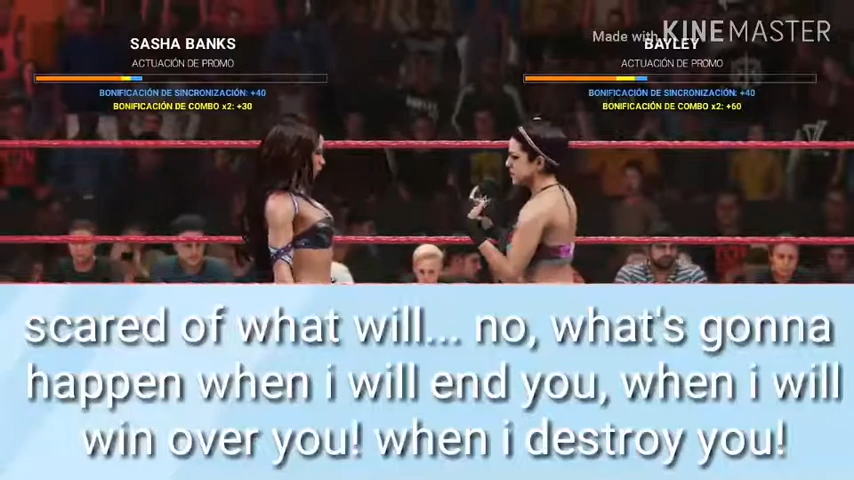 Made with KINEMASTER
SASHA BANKS
BAYLEY
ACTUACIÓN DE PROMO
ACTUACIÓN DE PROMO
BONIFICACIÓN DE SINCRONIZACIÓN: +40
BONIFICACIÓN DE SINCRONIZACIÓN: +40
BONIFICACIÓN DE COMBO x2: +30
BONIFICACIÓN DE COMBO x2: +60
scared of what will... no, what's gonna
happen when i will end you, when i will
win over you! when i destroy you!